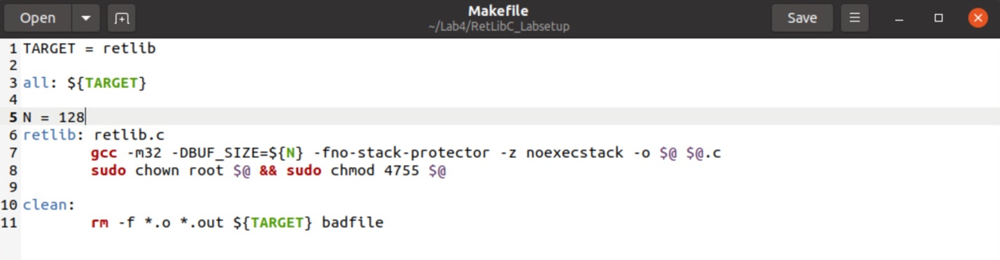 Open
Makefile
~/Lab4/RetLibC_Labsetup
Save
1 TARGET = retlib
2
3 all: ${TARGET}
4
5 N = 128
6 retlib: retlib.c
7 gcc -m32 -DBUF_SIZE=${N} -fno-stack-protector -z noexecstack -o $@ $@.c
8 sudo chown root $@ && sudo chmod 4755 $@
9
10 clean:
11 rm -f *.o *.out ${TARGET} badfile